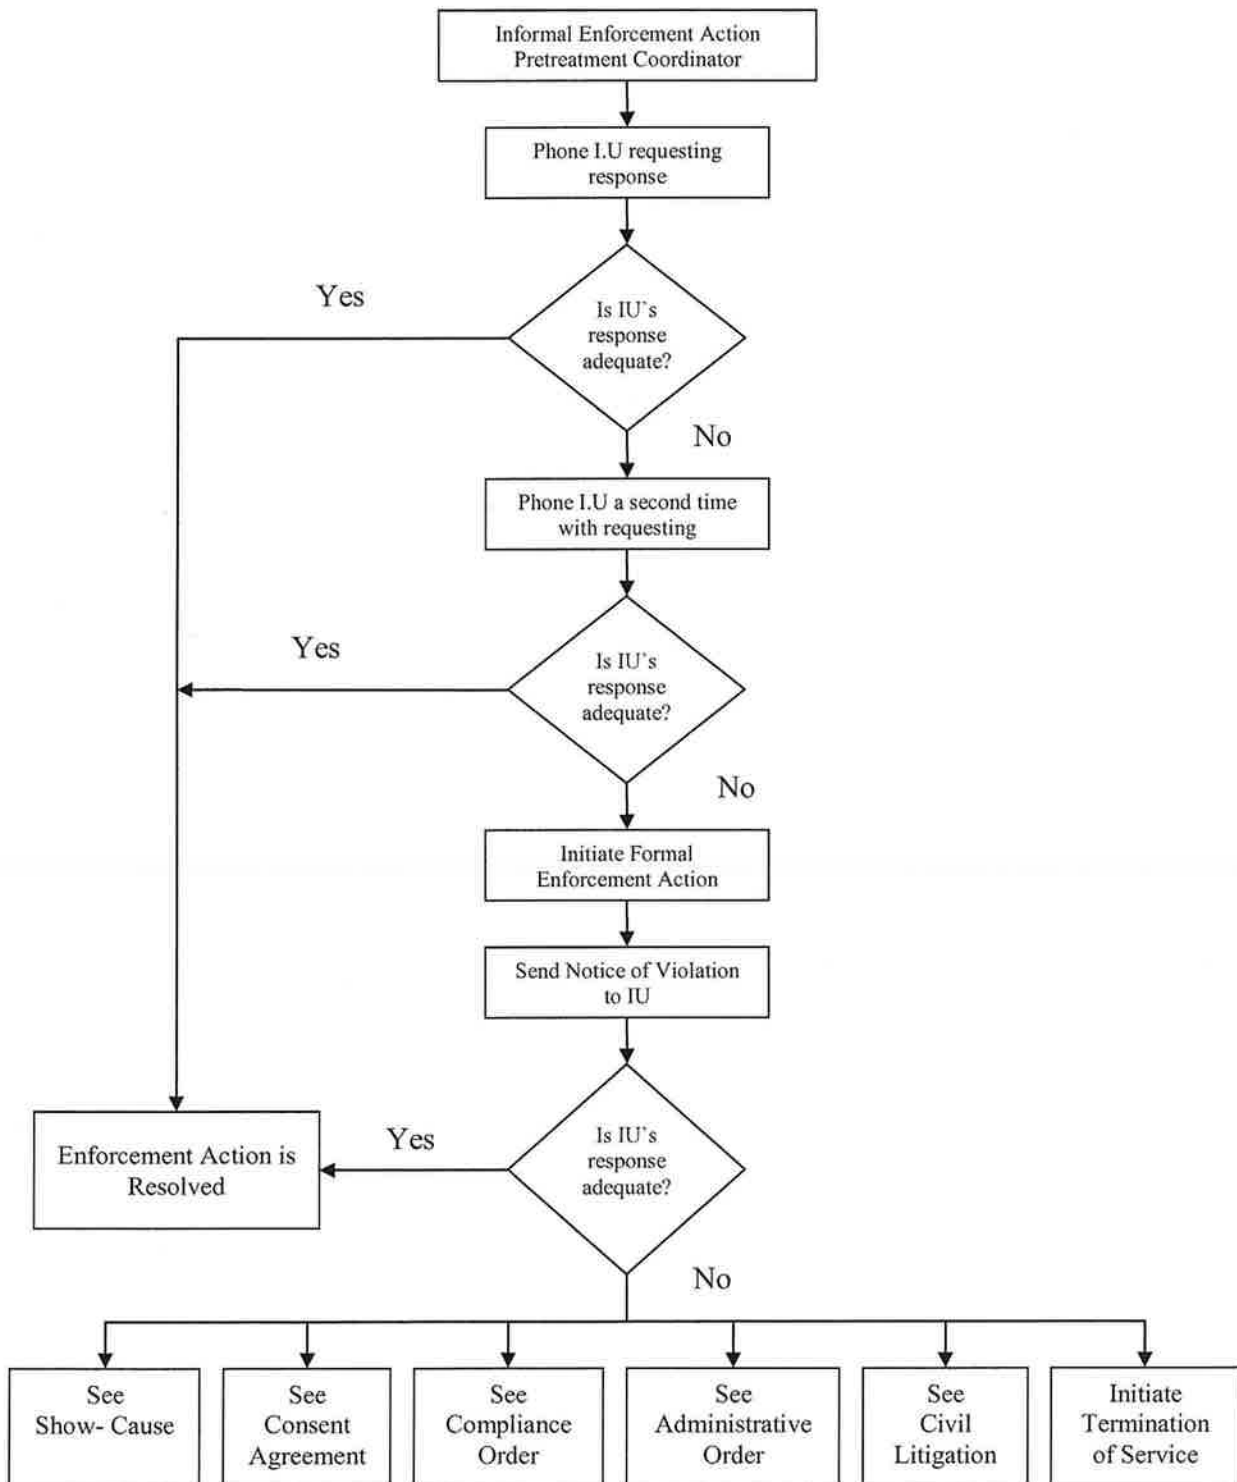 Informal Enforcement Action
Pretreatment Coordinator
Phone I.U requesting
response
Yes
Is IU`s
response
adequate?
No
Phone I.U a second time
with requesting
Yes
Is IU's
response
adequate?
No
Initiate Formal
Enforcement Action
Send Notice of Violation
to IU
Enforcement Action is
Resolved
Yes
Is IU`s
response
adequate?
No
See
Show- Cause
See
Consent
Agreement
See
Compliance
Order
See
Administrative
Order
See
Civil
Litigation
Initiate
Termination
of Service